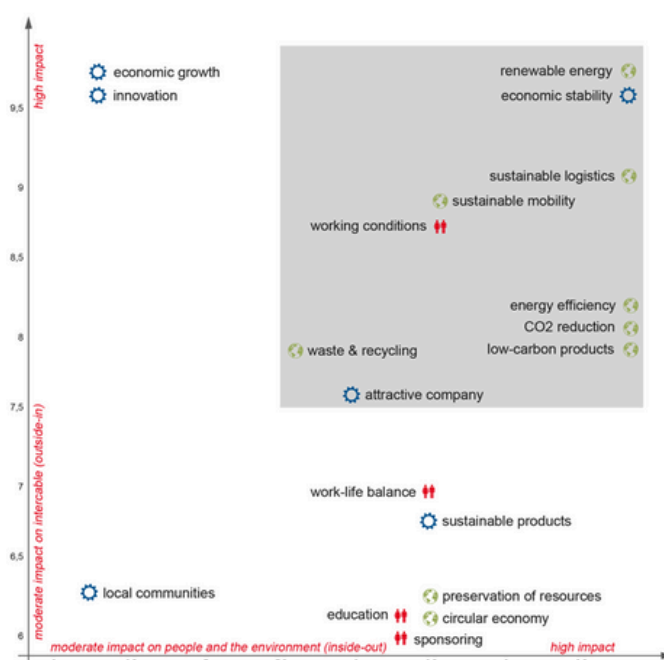 high impact
economic growth
renewable energy
innovation
economic stability
9,5
sustainable logistics
9
sustainable mobility
working conditions
8,5
energy efficiency
CO2 reduction
8
waste & recycling
low-carbon products
attractive company
7,5
moderate impact on intercable (outside-in)
7
work-life balance
sustainable products
6,5
local communities
preservation of resources
education
circular economy
6
sponsoring
moderate impact on people and the environment (inside-out)
high impact